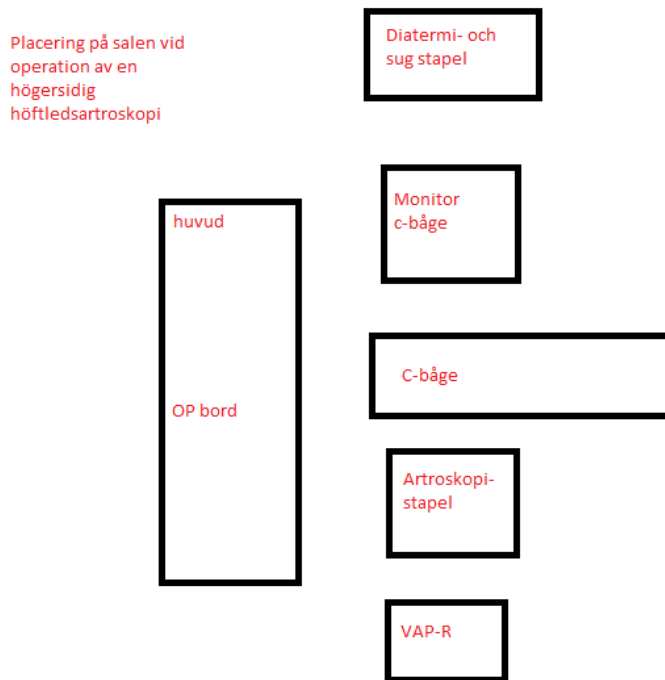 Placering på salen vid
operation av en
högersidig
höftledsartroskopi
Diatermi- och
sug stapel
huvud
Monitor
c-båge
C-båge
OP bord
Artroskopi-
stapel
VAP-R